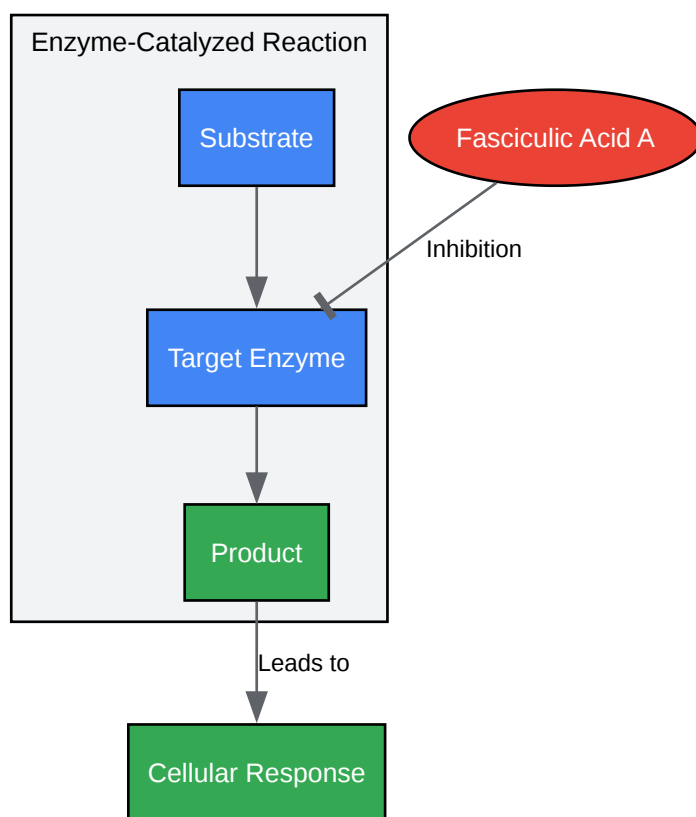 Enzyme-Catalyzed Reaction
Substrate
Fasciculic Acid A
Inhibition
Target Enzyme
Product
Leads to
Cellular Response